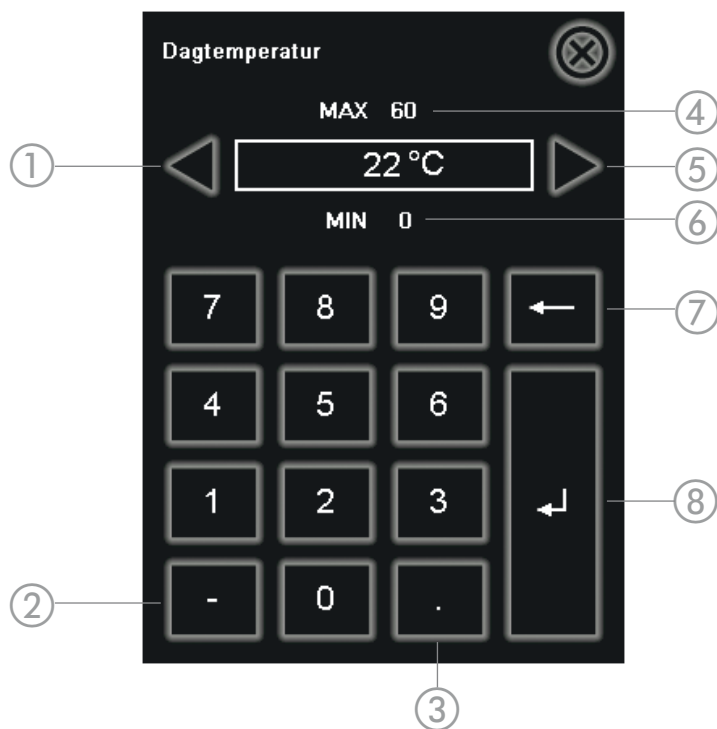 Dagtemperatur
MAX 60
④
①
22 °C
⑤
MIN 0
⑥
7 8 9 ←
⑦
4 5 6
1 2 3 ↵
⑧
②
- 0 .
③